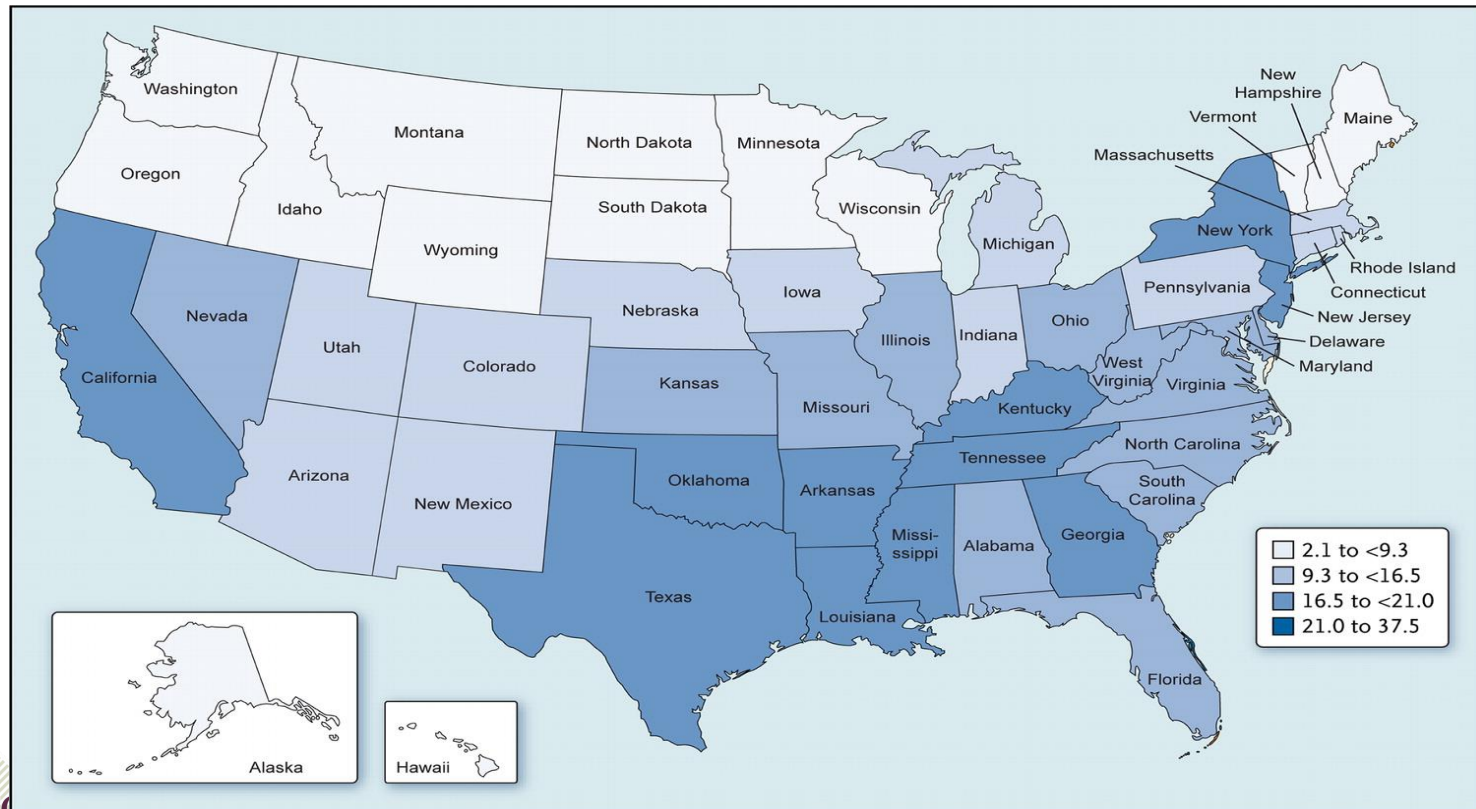 New
Hampshire
Washington
Vermont
Maine
Montana
North Dakota
Minnesota
Massachusetts
Oregon
Idaho
South Dakota
Wisconsin
New York
Wyoming
Michigan
Rhode Island
Pennsylvania
Iowa
Connecticut
Nebraska
Nevada
New Jersey
Ohio
Illinois
Indiana
Delaware
Utah
Maryland
Colorado
West
Virginia
California
Kansas
Virginia
Missouri
Kentucky
North Carolina
Tennessee
Arizona
Oklahoma
South
Carolina
Arkansas
New Mexico
Missi-
ssippi
Alabama
Georgia
2.1 to <9.3
9.3 to <16.5
16.5 to <21.0
21.0 to 37.5
Texas
Louisiana
Florida
Alaska
Hawaii